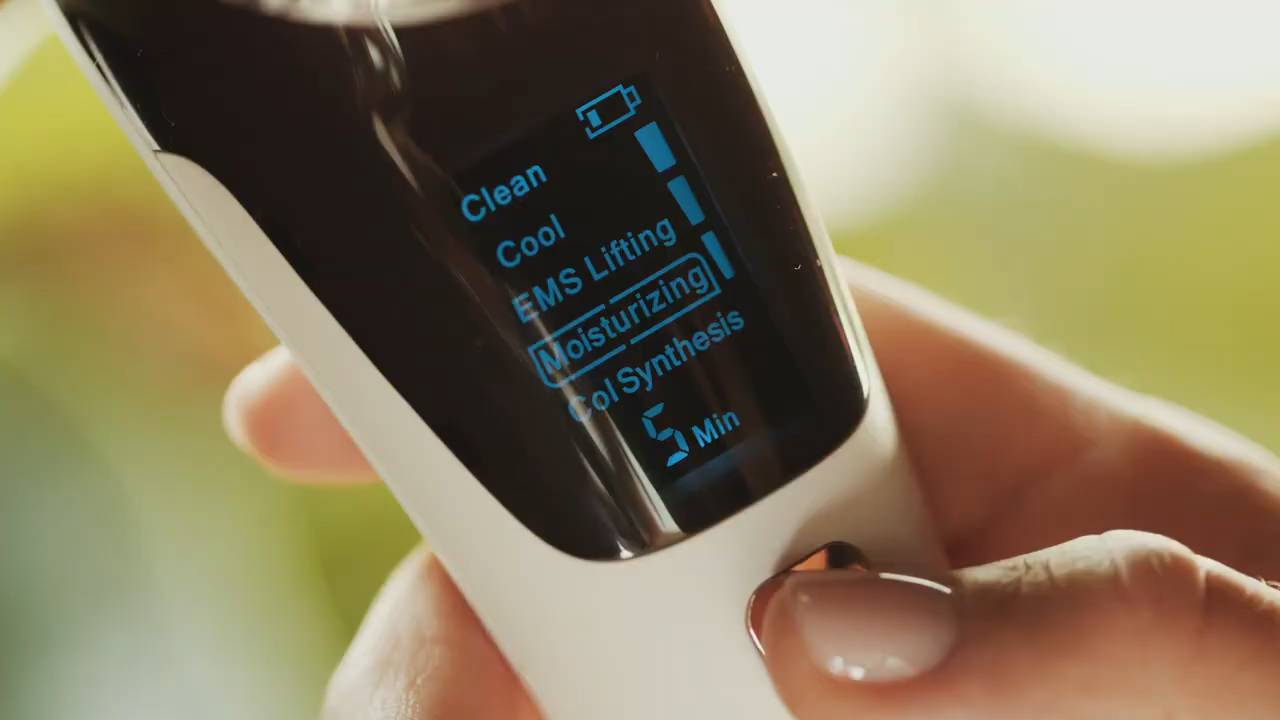 Clean
Cool
EMS Lifting
Moisturizing
Col Synthesis
5 Min